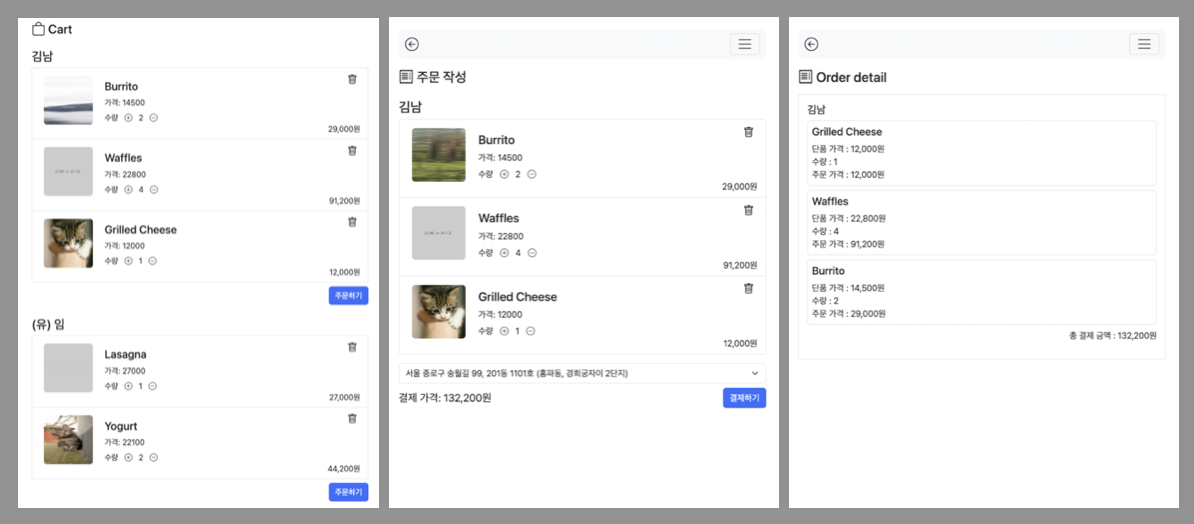 Cart
김남
Burrito
가격: 14500
수량 2
29,000원
Waffles
가격: 22800
수량 4
91,200원
Grilled Cheese
가격: 12000
수량 1
12,000원
주문하기
(유) 임
Lasagna
가격: 27000
수량 1
27,000원
Yogurt
가격: 22100
수량 2
44,200원
주문하기
주문 작성
김남
Burrito
가격: 14500
수량 2
29,000원
Waffles
가격: 22800
수량 4
91,200원
Grilled Cheese
가격: 12000
수량 1
12,000원
서울 종로구 송월길 99, 201동 1101호 (홍파동, 경희궁자이 2단지)
결제 가격: 132,200원
결제하기
Order detail
김남
Grilled Cheese
단품 가격 : 12,000원
수량 : 1
주문 가격 : 12,000원
Waffles
단품 가격 : 22,800원
수량 : 4
주문 가격 : 91,200원
Burrito
단품 가격 : 14,500원
수량 : 2
주문 가격 : 29,000원
총 결제 금액 : 132,200원